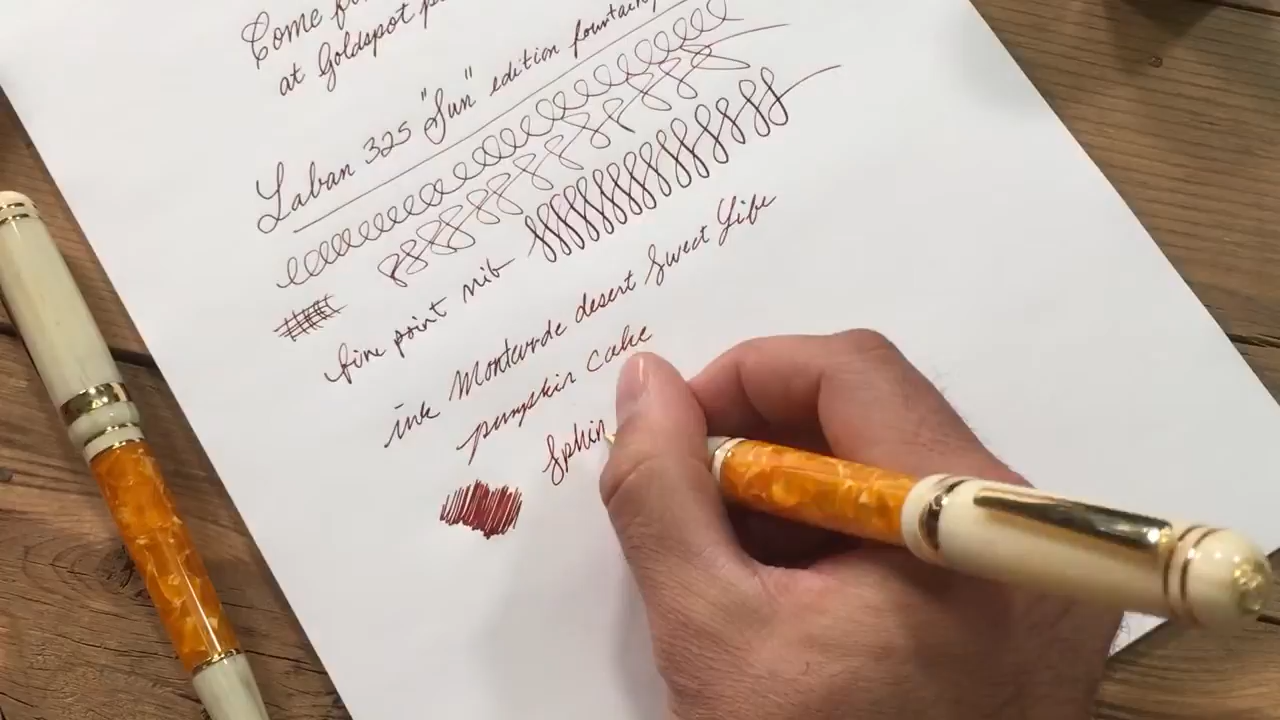 Come
at Goldspot
Laban 325 "Sun" edition fountain
fine point nib
ink Monteverde desert Sweet Life
pumpkin cake
Sphin